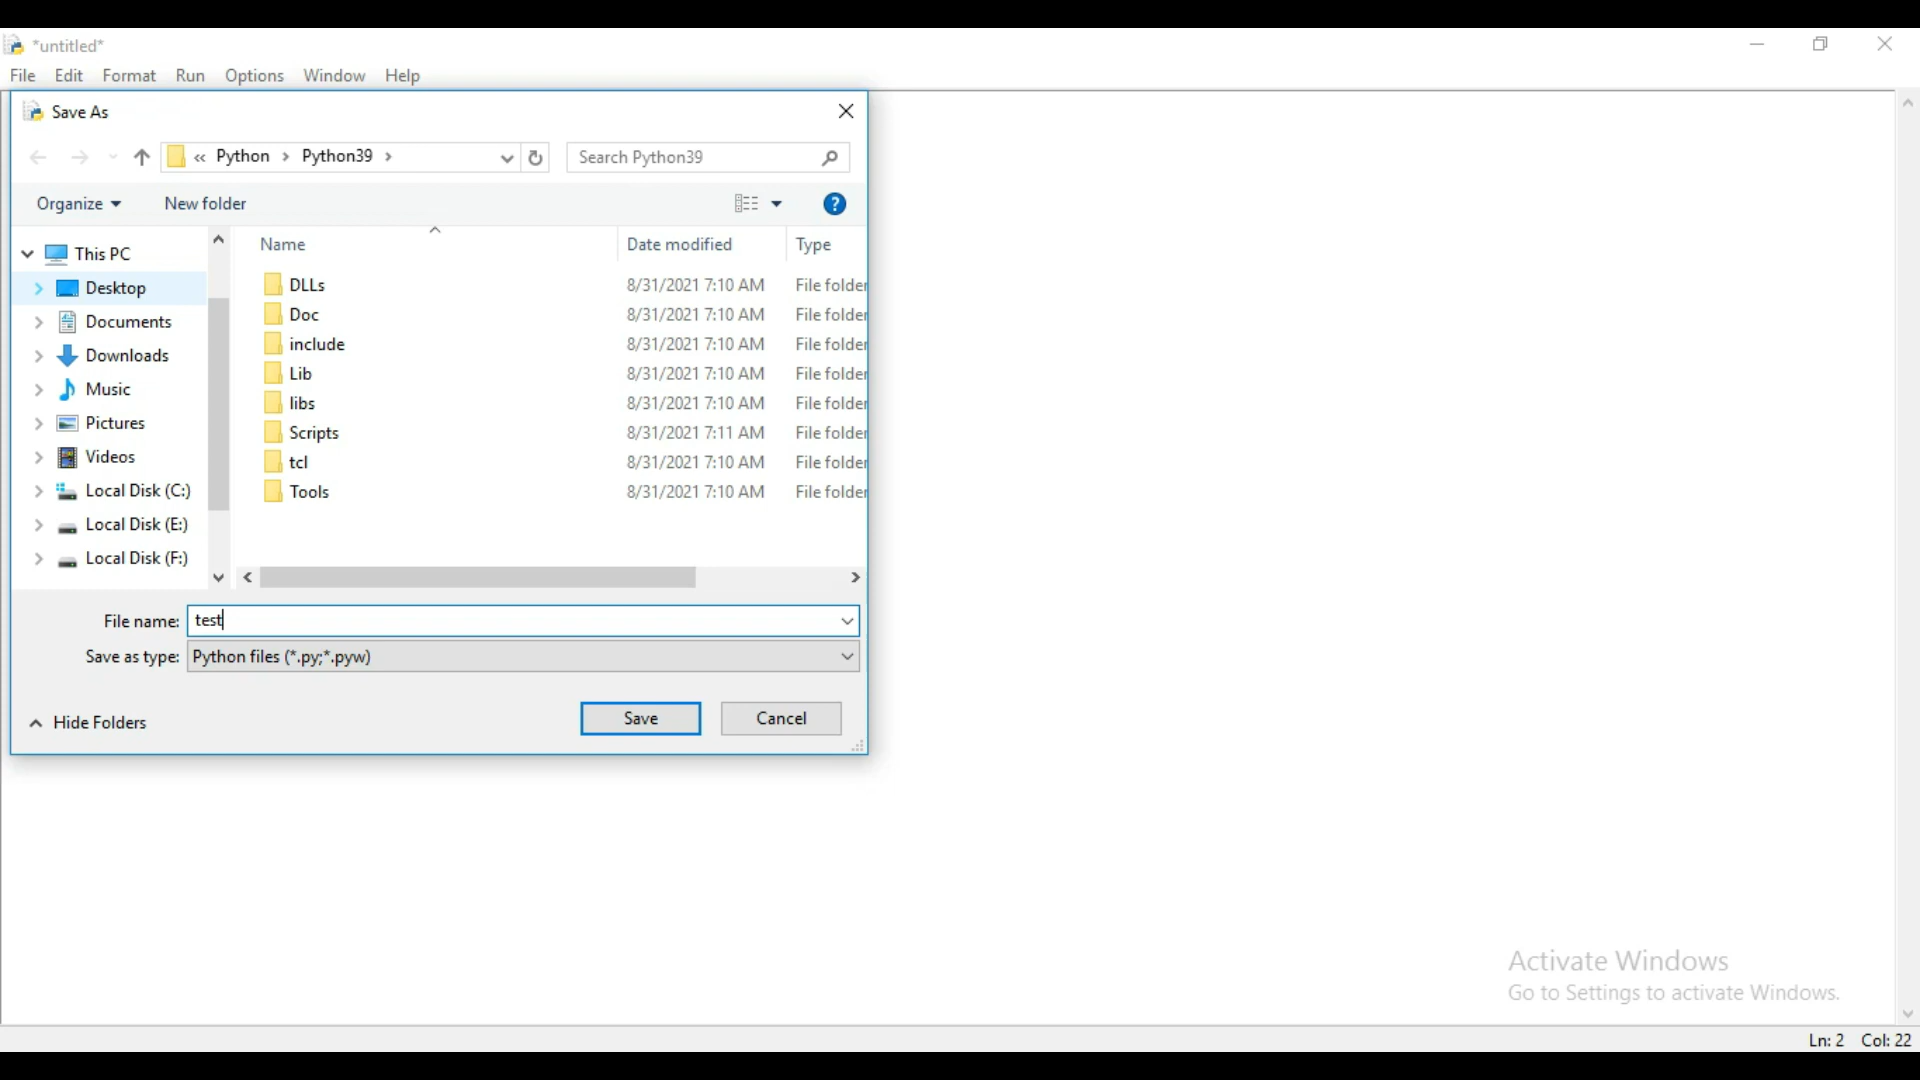 *untitled*
File Edit Format Run Options Window Help
Save As
« Python > Python39 >
Search Python39
Organize
New folder
This PC
Desktop
Documents
Downloads
Music
Pictures
Videos
Local Disk (C:)
Local Disk (E:)
Local Disk (F:)
Name Date modified Type
DLLs 8/31/2021 7:10 AM File folder
Doc 8/31/2021 7:10 AM File folder
include 8/31/2021 7:10 AM File folder
Lib 8/31/2021 7:10 AM File folder
libs 8/31/2021 7:10 AM File folder
Scripts 8/31/2021 7:11 AM File folder
tcl 8/31/2021 7:10 AM File folder
Tools 8/31/2021 7:10 AM File folder
File name: test
Save as type: Python files (*.py;*.pyw)
Hide Folders
Save
Cancel
Activate Windows
Go to Settings to activate Windows.
Ln: 2 Col: 22